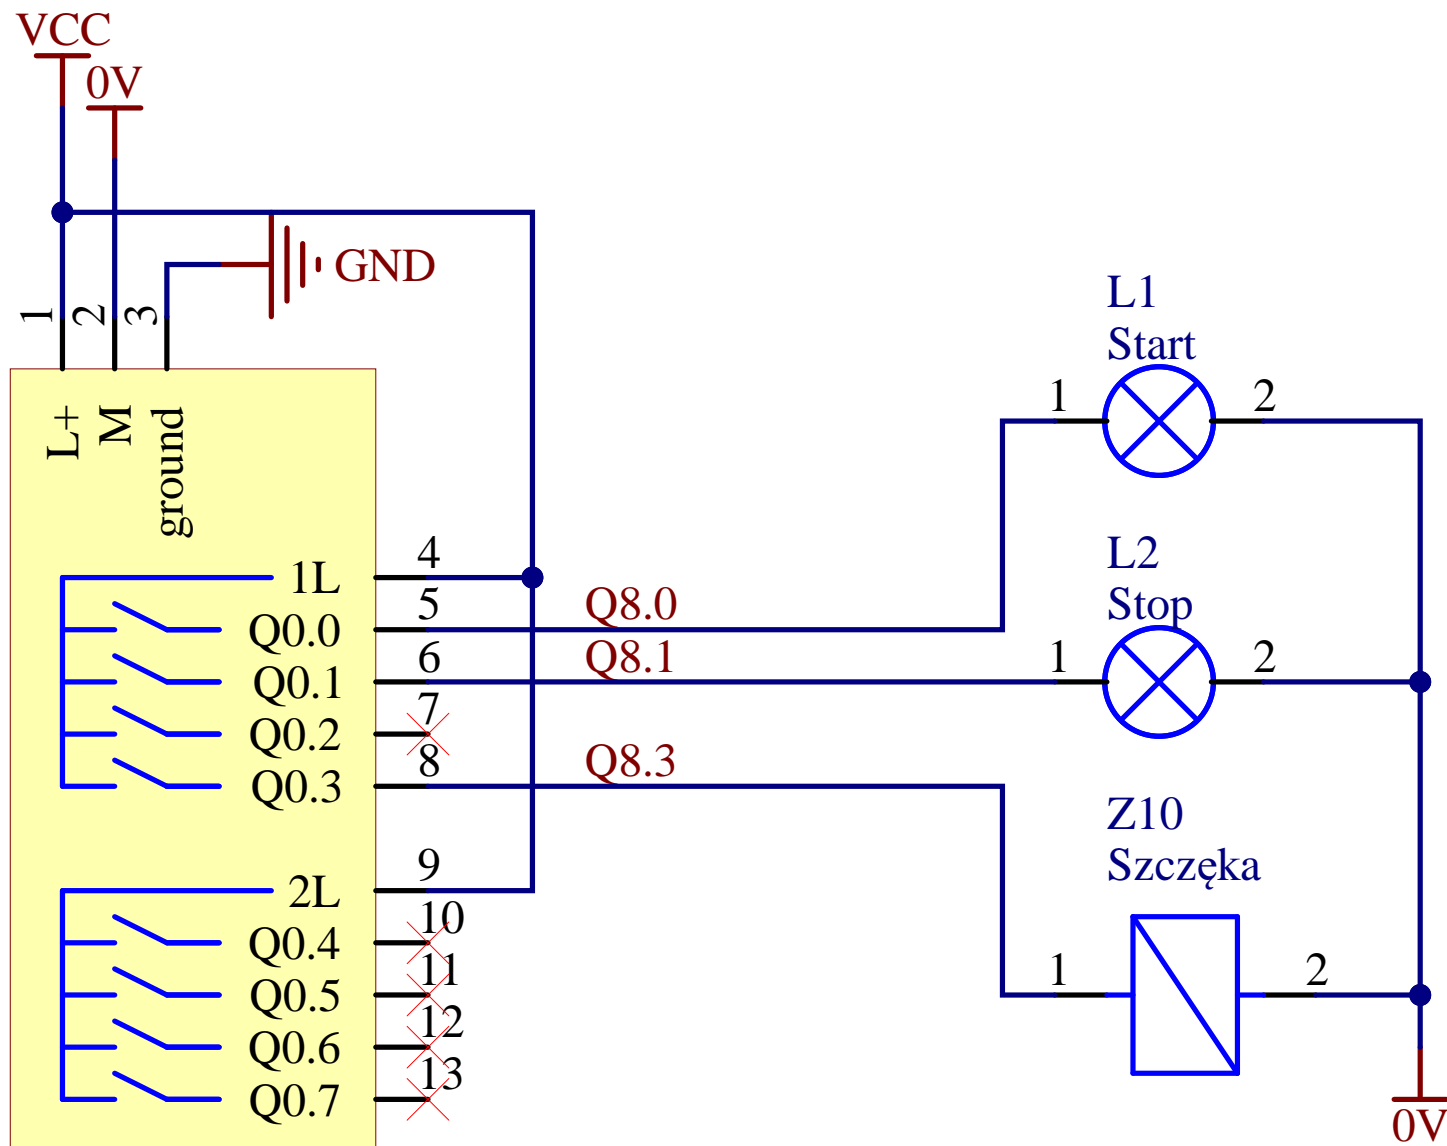 VCC
0V
GND
1
2
3
L+
M
ground
L1
Start
1
2
1L
4
Q0.0
5
Q8.0
Q0.1
6
Q8.1
L2
Stop
1
2
Q0.2
7
Q0.3
8
Q8.3
Z10
Szczęka
1
2
2L
9
Q0.4
10
Q0.5
11
Q0.6
12
Q0.7
13
0V